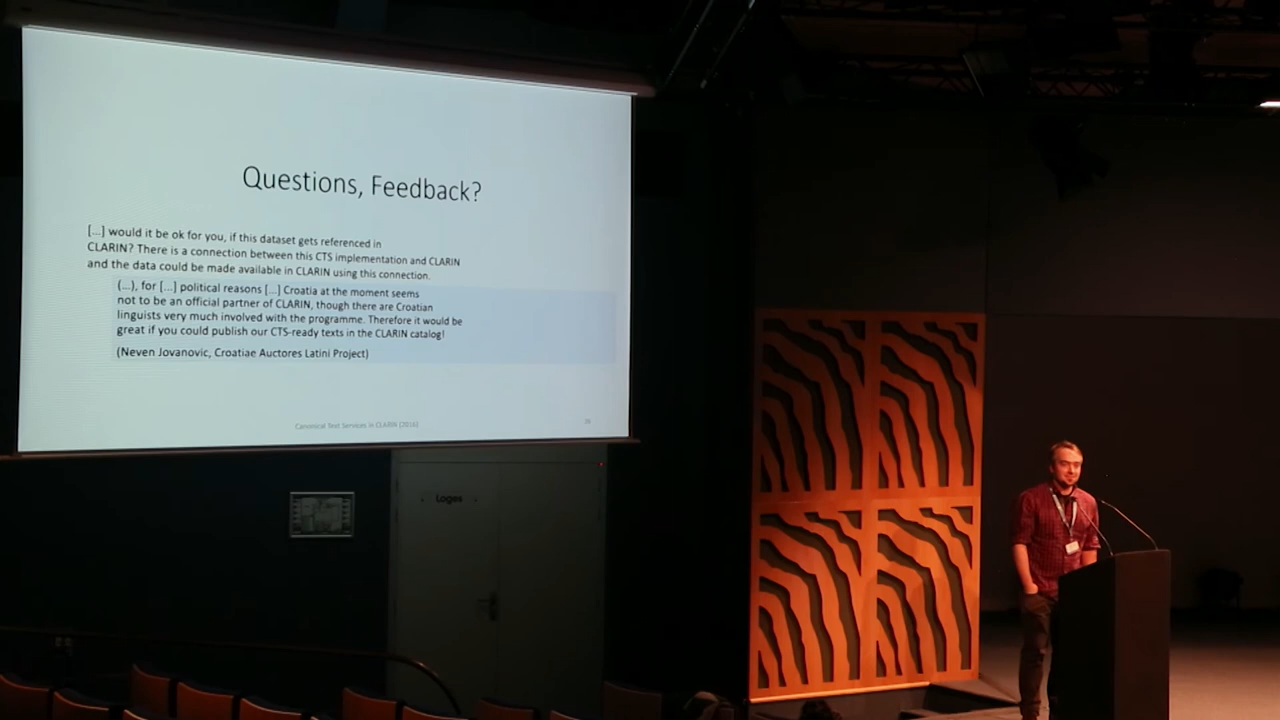 Questions, Feedback?
[...] would it be ok for you, if this dataset gets referenced in
CLARIN? There is a connection between this CTS implementation and CLARIN
and the data could be made available in CLARIN using this connection.
(...), for [...] political reasons [...] Croatia at the moment seems
not to be an official partner of CLARIN, though there are Croatian
linguists very much involved with the programme. Therefore it would be
great if you could publish our CTS-ready texts in the CLARIN catalog!
(Neven Jovanovic, Croatiae Auctores Latini Project)
Canonical Text Services in CLARIN (2016)
Loges